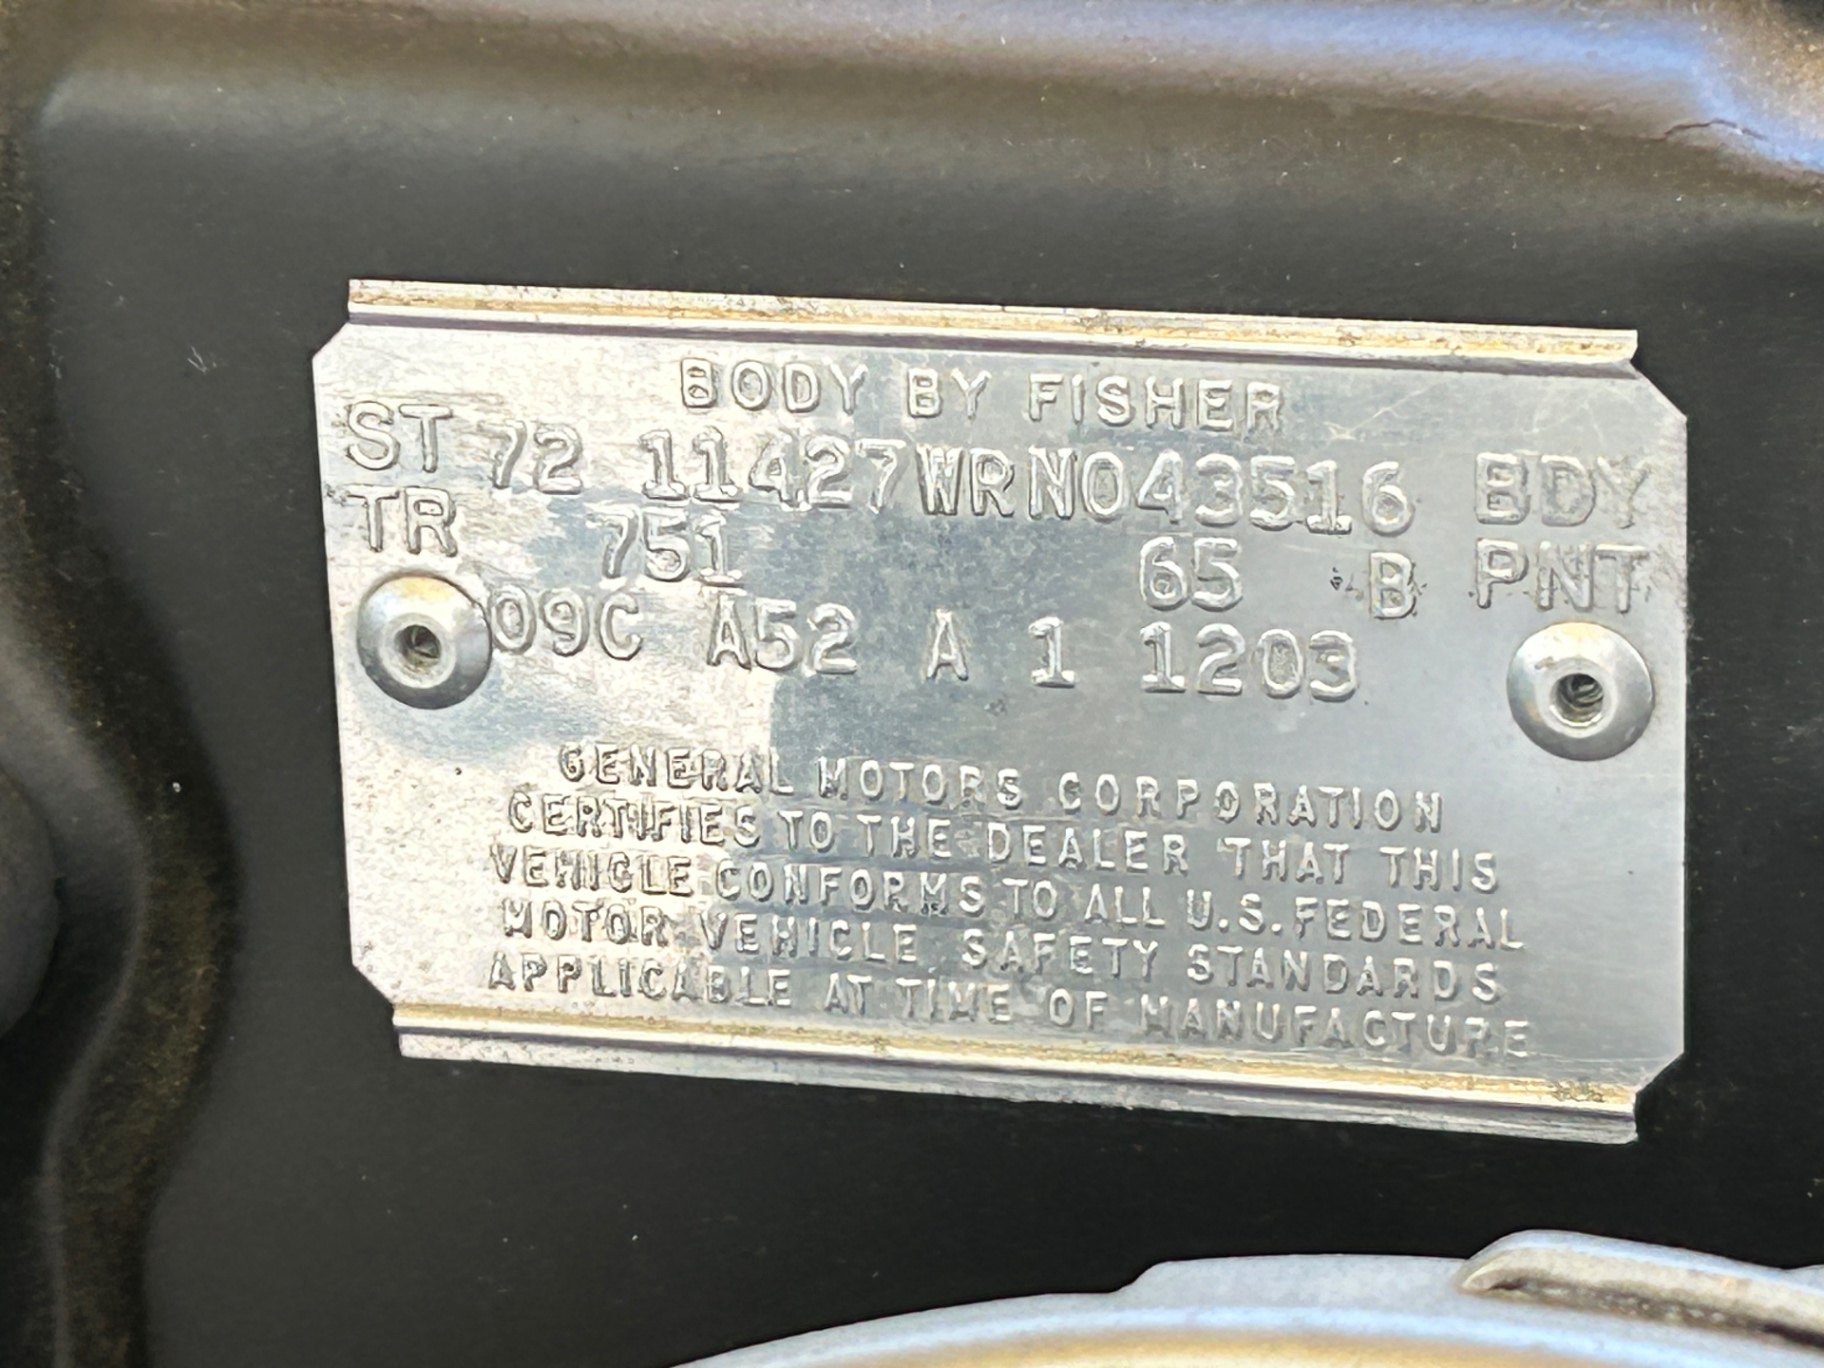 BODY BY FISHER
ST 72 11427WRN043516 BDY
TR 751 65 B PNT
09C A52 A 1 1203
GENERAL MOTORS CORPORATION
CERTIFIES TO THE DEALER THAT THIS
VEHICLE CONFORMS TO ALL U.S. FEDERAL
MOTOR VEHICLE SAFETY STANDARDS
APPLICABLE AT TIME OF MANUFACTURE